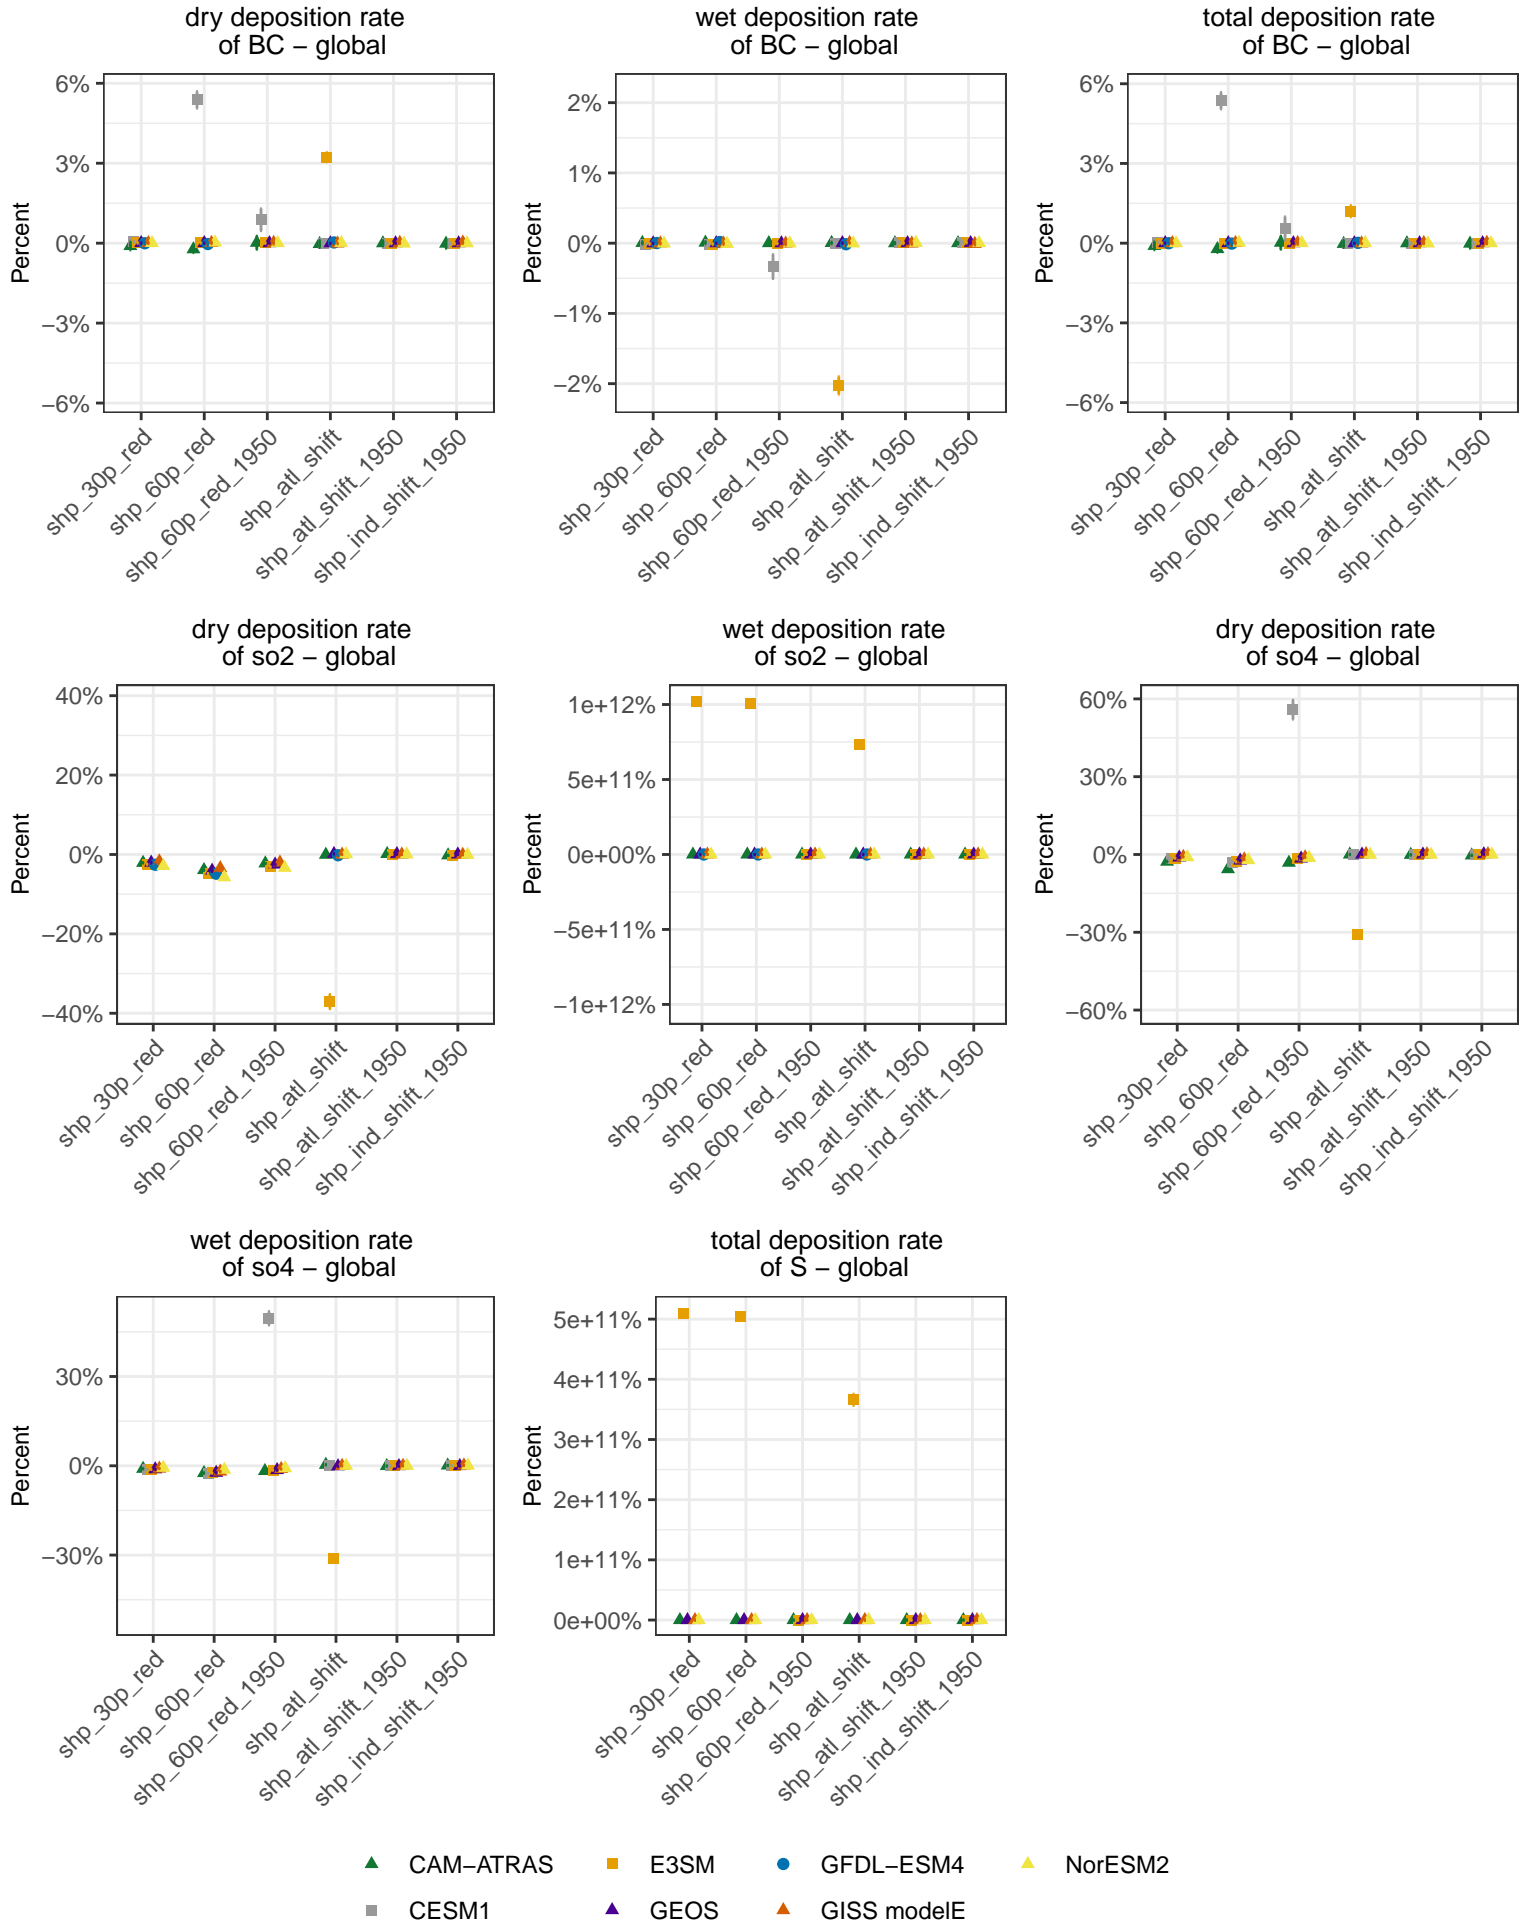 dry deposition rate
of BC − global
wet deposition rate
of BC − global
total deposition rate
of BC − global
Percent
6%
3%
0%
−3%
−6%
shp_30p_red
shp_60p_red
shp_60p_red_1950
shp_atl_shift
shp_atl_shift_1950
shp_ind_shift_1950
Percent
2%
1%
0%
−1%
−2%
shp_30p_red
shp_60p_red
shp_60p_red_1950
shp_atl_shift
shp_atl_shift_1950
shp_ind_shift_1950
Percent
6%
3%
0%
−3%
−6%
shp_30p_red
shp_60p_red
shp_60p_red_1950
shp_atl_shift
shp_atl_shift_1950
shp_ind_shift_1950
dry deposition rate
of so2 − global
wet deposition rate
of so2 − global
dry deposition rate
of so4 − global
Percent
40%
20%
0%
−20%
−40%
shp_30p_red
shp_60p_red
shp_60p_red_1950
shp_atl_shift
shp_atl_shift_1950
shp_ind_shift_1950
Percent
1e+12%
5e+11%
0e+00%
−5e+11%
−1e+12%
shp_30p_red
shp_60p_red
shp_60p_red_1950
shp_atl_shift
shp_atl_shift_1950
shp_ind_shift_1950
Percent
60%
30%
0%
−30%
−60%
shp_30p_red
shp_60p_red
shp_60p_red_1950
shp_atl_shift
shp_atl_shift_1950
shp_ind_shift_1950
wet deposition rate
of so4 − global
total deposition rate
of S − global
Percent
30%
0%
−30%
shp_30p_red
shp_60p_red
shp_60p_red_1950
shp_atl_shift
shp_atl_shift_1950
shp_ind_shift_1950
Percent
5e+11%
4e+11%
3e+11%
2e+11%
1e+11%
0e+00%
shp_30p_red
shp_60p_red
shp_60p_red_1950
shp_atl_shift
shp_atl_shift_1950
shp_ind_shift_1950
CAM−ATRAS
E3SM
GFDL−ESM4
NorESM2
CESM1
GEOS
GISS modelE